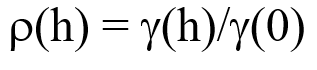 ρ(h) = γ(h)/γ(0)